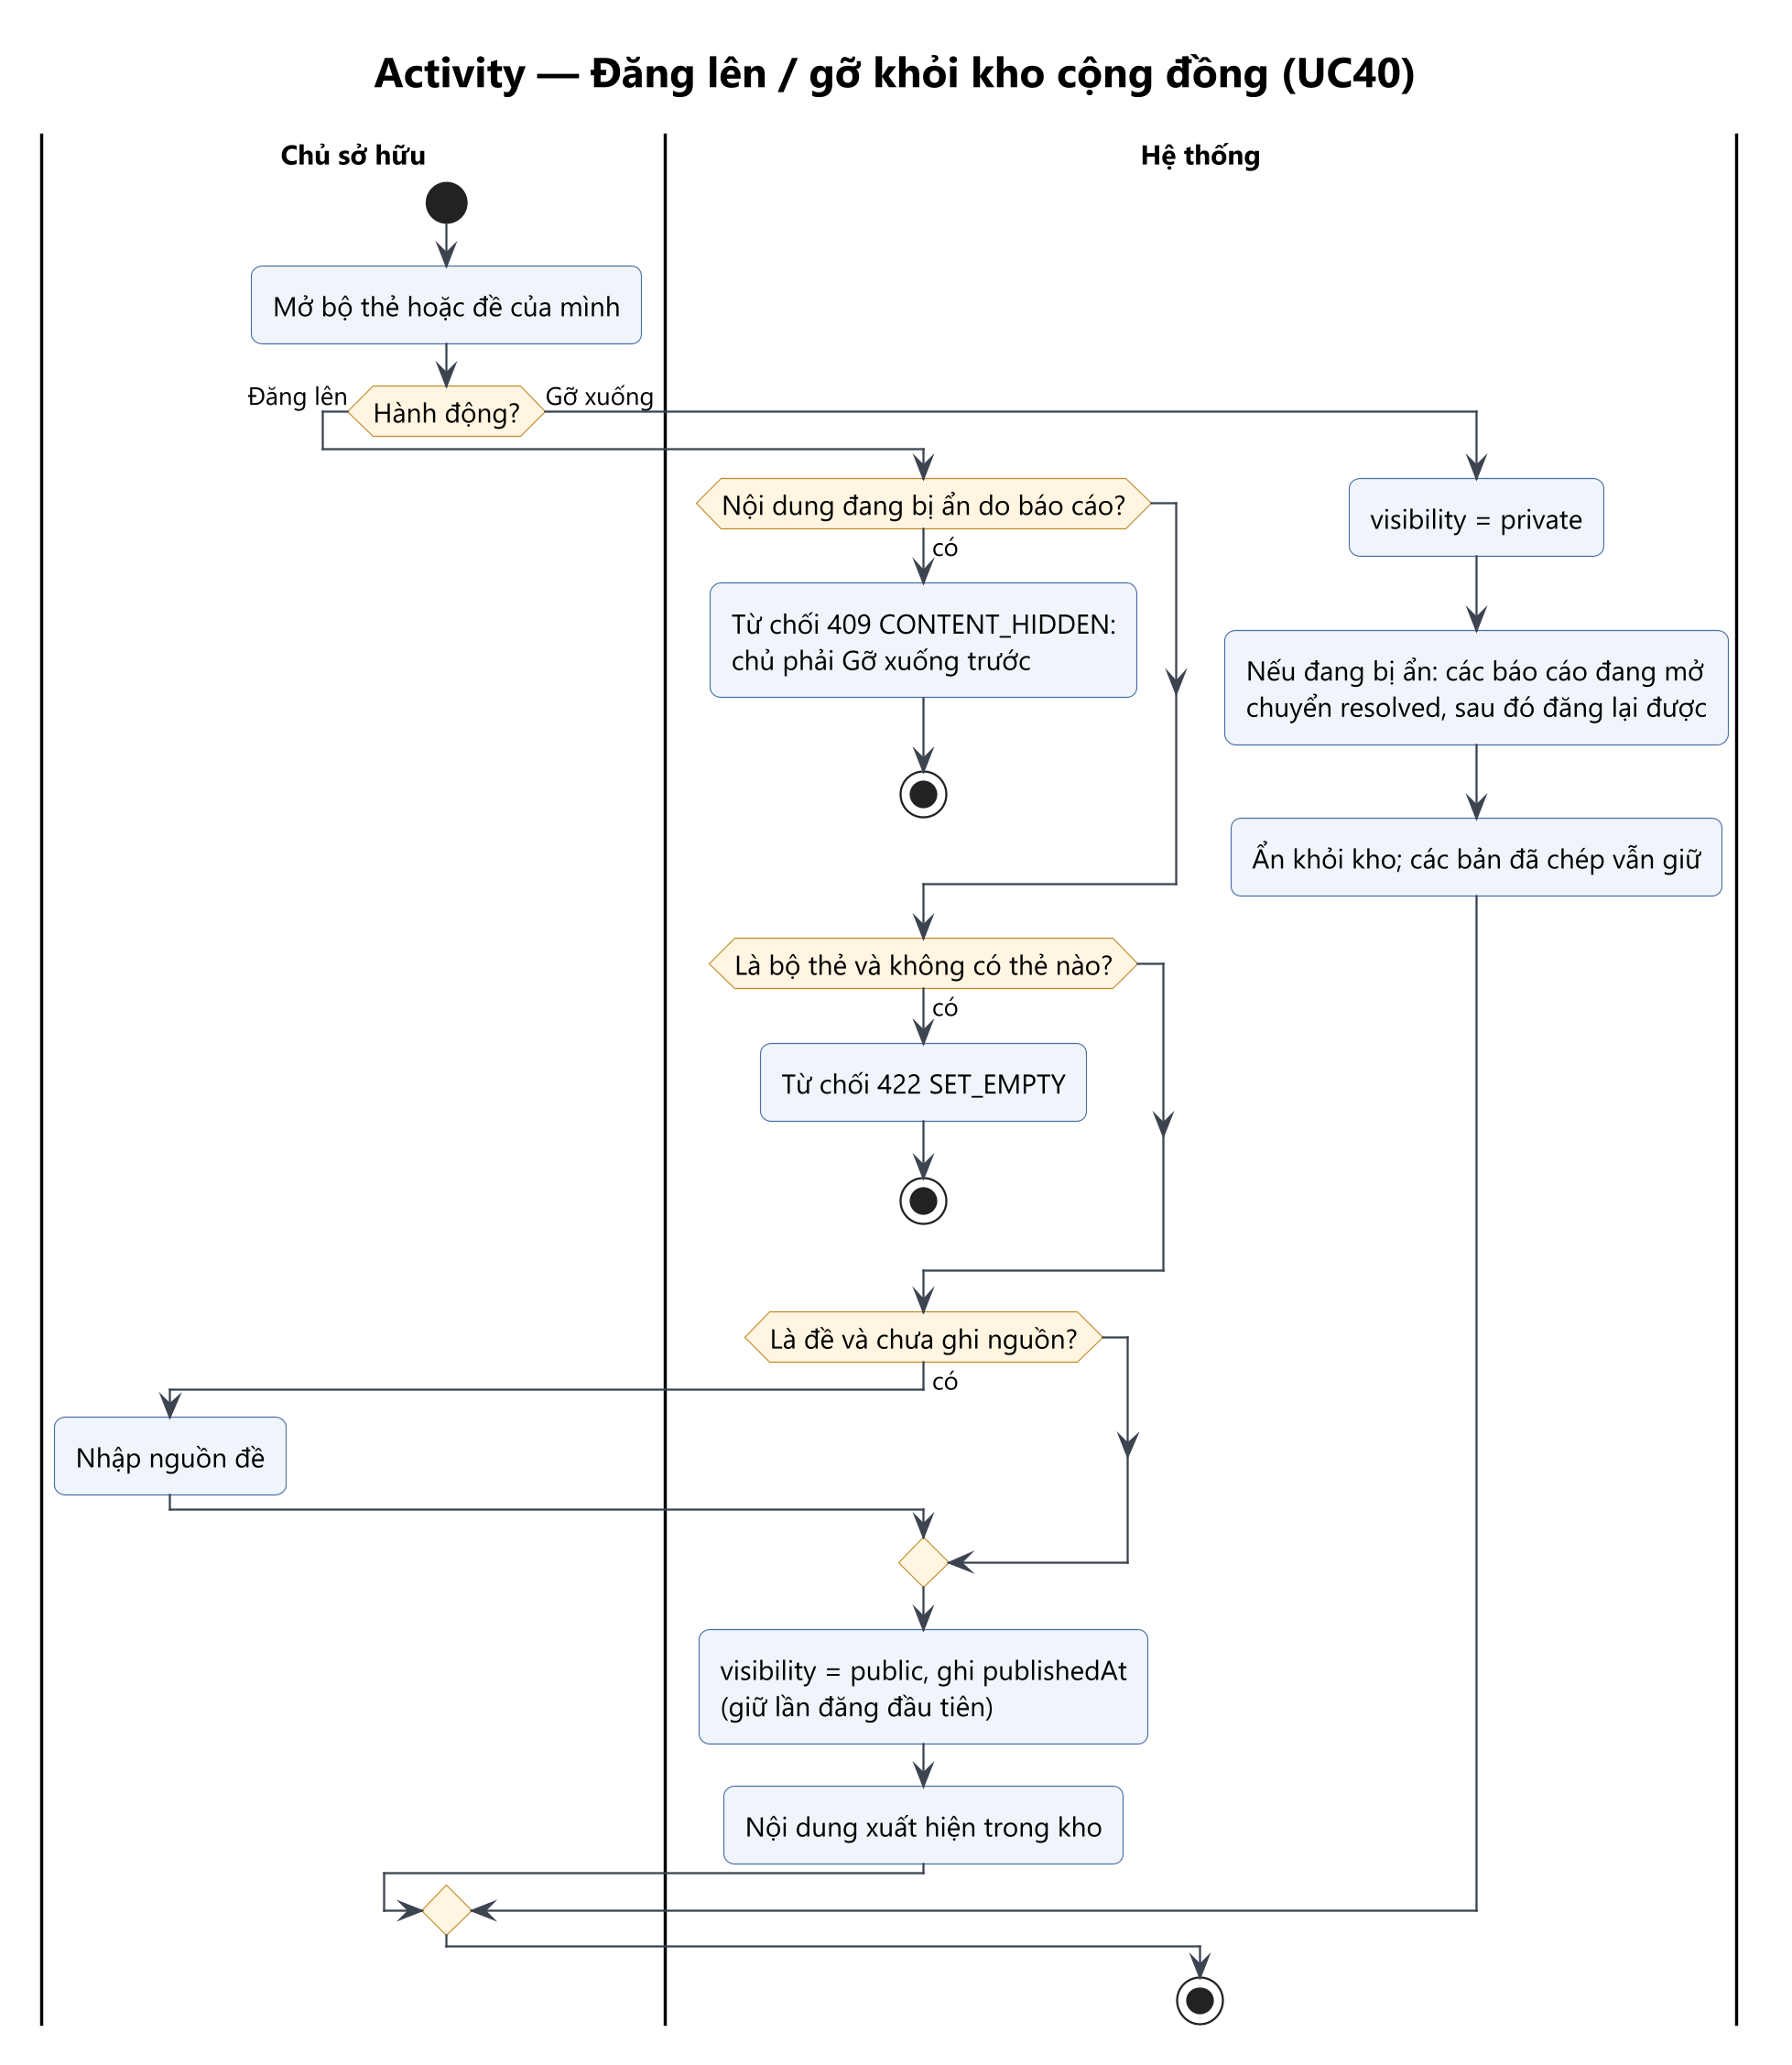 Activity — Đăng lên / gỡ khỏi kho cộng đồng (UC40)
Chủ sở hữu
Hệ thống
Mở bộ thẻ hoặc đề của mình
Đăng lên
Hành động?
Gỡ xuống
Nội dung đang bị ẩn do báo cáo?
có
Từ chối 409 CONTENT_HIDDEN:
chủ phải Gỡ xuống trước
visibility = private
Nếu đang bị ẩn: các báo cáo đang mở
chuyển resolved, sau đó đăng lại được
Ẩn khỏi kho; các bản đã chép vẫn giữ
Là bộ thẻ và không có thẻ nào?
có
Từ chối 422 SET_EMPTY
Là đề và chưa ghi nguồn?
có
Nhập nguồn đề
visibility = public, ghi publishedAt
(giữ lần đăng đầu tiên)
Nội dung xuất hiện trong kho